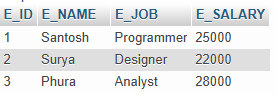 E_ID E_NAME E_JOB E_SALARY
1 Santosh Programmer 25000
2 Surya Designer 22000
3 Phura Analyst 28000